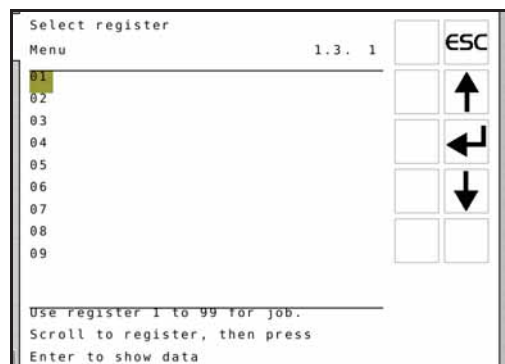 Select register
Menu 1.3. 1
ESC
01
02
03
04
05
06
07
08
09
Use register 1 to 99 for job.
Scroll to register, then press
Enter to show data